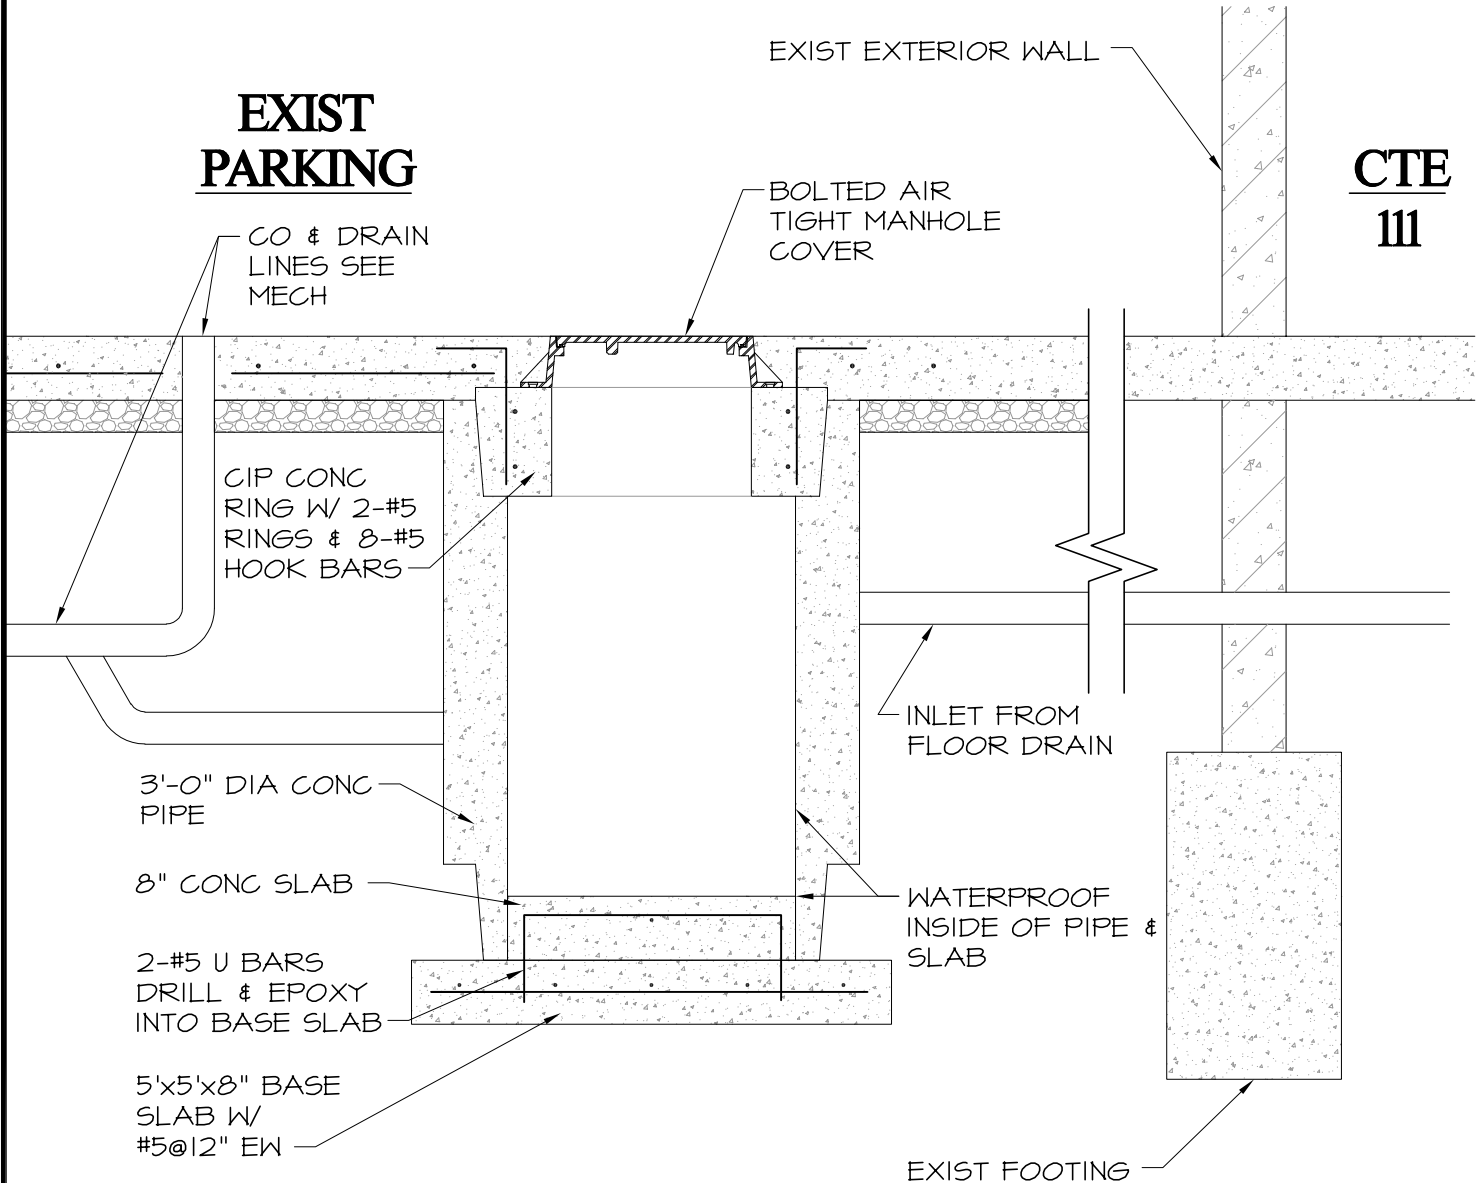 EXIST EXTERIOR WALL
EXIST
PARKING
CTE
111
BOLTED AIR
TIGHT MANHOLE
COVER
CO & DRAIN
LINES SEE
MECH
CIP CONC
RING W/ 2-#5
RINGS & 8-#5
HOOK BARS
INLET FROM
FLOOR DRAIN
3'-0" DIA CONC
PIPE
8" CONC SLAB
WATERPROOF
INSIDE OF PIPE &
SLAB
2-#5 U BARS
DRILL & EPOXY
INTO BASE SLAB
5'x5'x8" BASE
SLAB W/
#5@12" EW
EXIST FOOTING